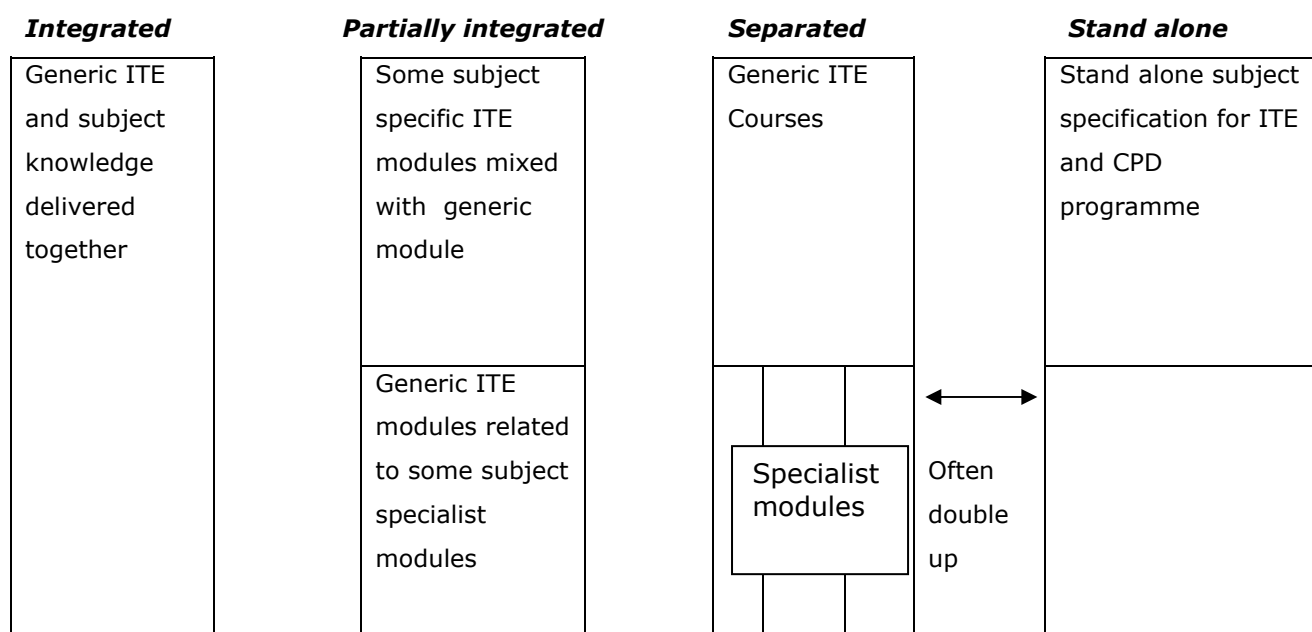 Integrated
Partially integrated
Separated
Stand alone
Generic ITE
and subject
knowledge
delivered
together
Some subject
specific ITE
modules mixed
with generic
module
Generic ITE
modules related
to some subject
specialist
modules
Generic ITE
Courses
Specialist
modules
Often
double
up
Stand alone subject
specification for ITE
and CPD
programme